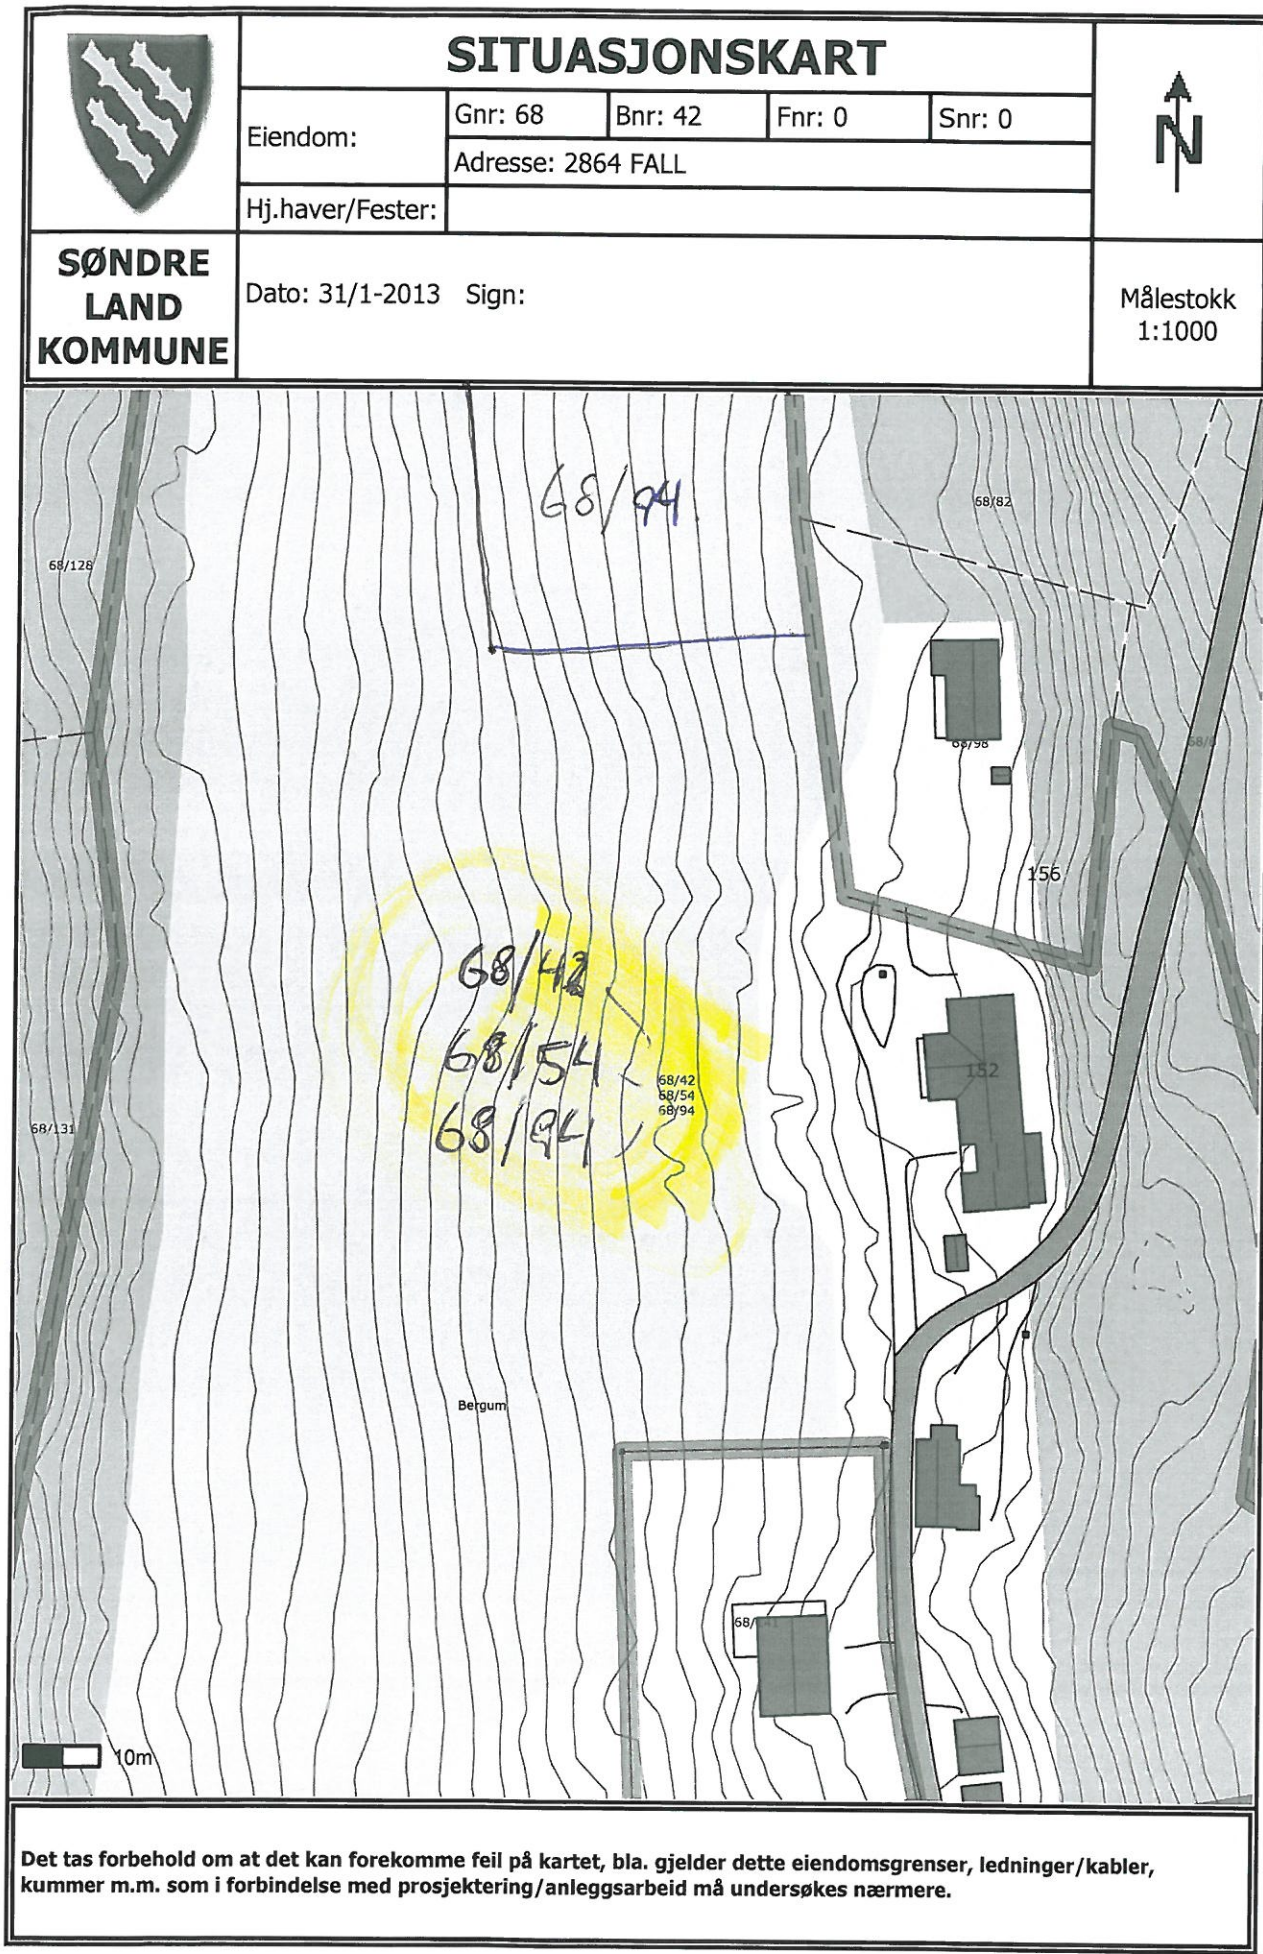 SITUASJONSKART
Eiendom:
Gnr: 68
Bnr: 42
Fnr: 0
Snr: 0
Adresse: 2864 FALL
Hj.haver/Fester:
N
SØNDRE
LAND
KOMMUNE
Dato: 31/1-2013 Sign:
Målestokk
1:1000
68/94
68/82
68/128
68/98
156
68/42
68/54
68/94
68/42
68/54
68/94
152
68/131
Bergum
10m
Det tas forbehold om at det kan forekomme feil på kartet, bla. gjelder dette eiendomsgrenser, ledninger/kabler,
kummer m.m. som i forbindelse med prosjektering/anleggsarbeid må undersøkes nærmere.